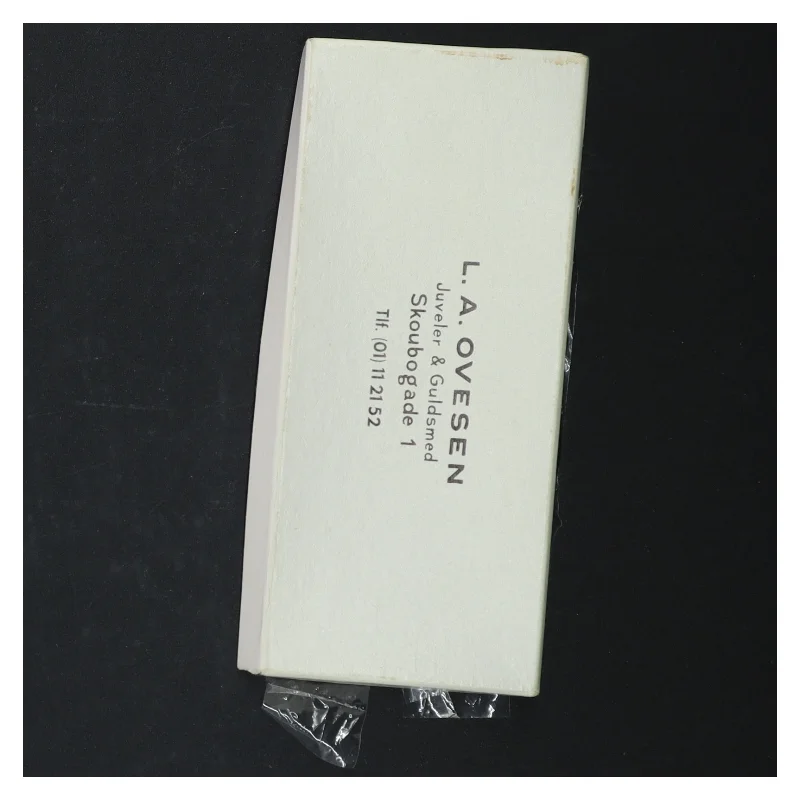 L. A. OVESEN
Juveler & Guldsmed
Skoubogade 1
Tlf. (01) 11 21 52